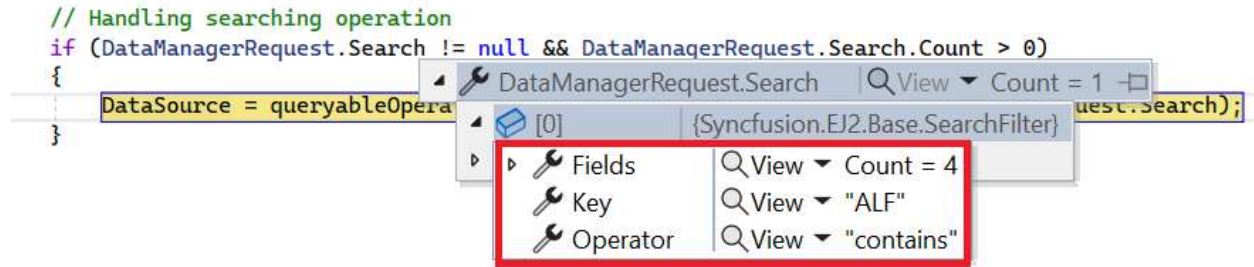 // Handling searching operation
if (DataManagerRequest.Search != null && DataManagerRequest.Search.Count > 0)
{
DataManagerRequest.Search View Count = 1
DataSource = queryableOpera uest.Search);
[0] {Syncfusion.EJ2.Base.SearchFilter}
}
Fields View Count = 4
Key View "ALF"
Operator View "contains"